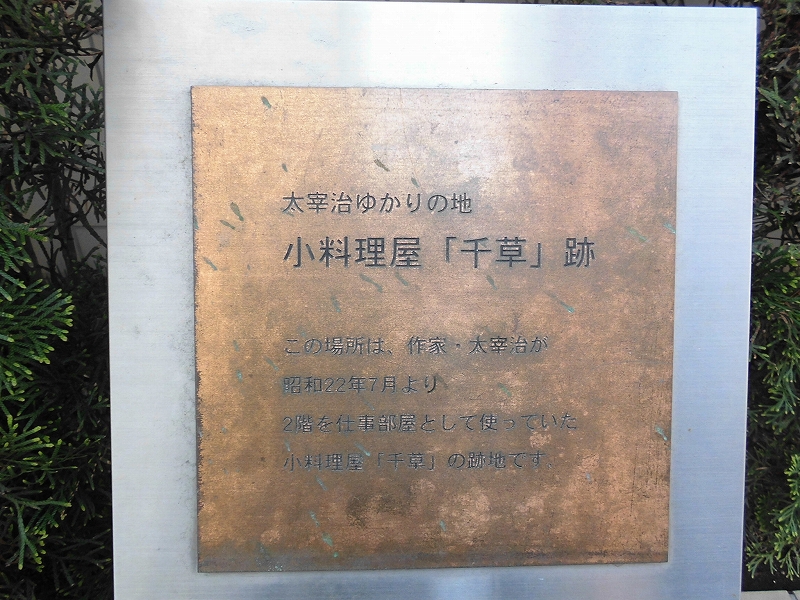 太宰治ゆかりの地
小料理屋「千草」跡
この場所は、作家・太宰治が
昭和22年7月より
2階を仕事部屋として使っていた
小料理屋「千草」の跡地です。